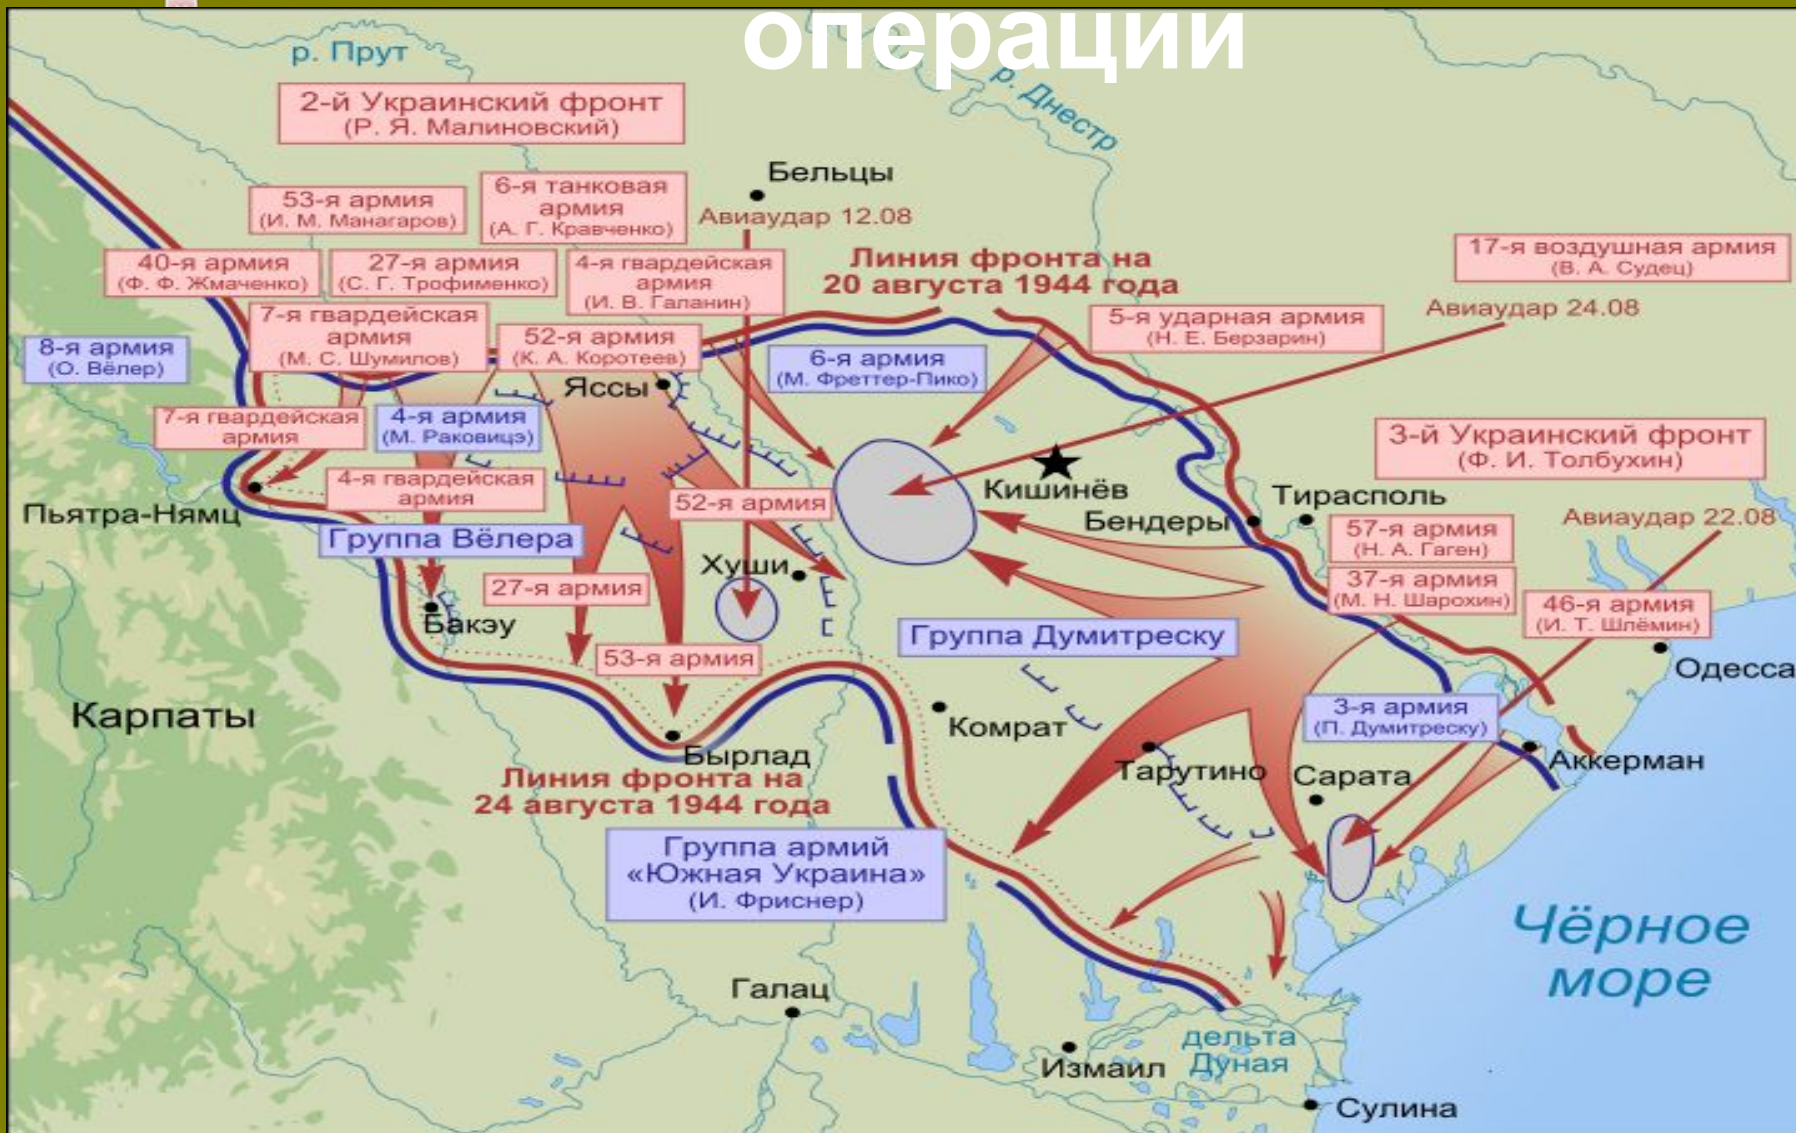 операции
р. Прут
р. Днестр
2-й Украинский фронт
(Р. Я. Малиновский)
Бельцы
Авиаудар 12.08
53-я армия
(И. М. Манагаров)
6-я танковая
армия
(А. Г. Кравченко)
40-я армия
(Ф. Ф. Жмаченко)
27-я армия
(С. Г. Трофименко)
4-я гвардейская
армия
(И. В. Галанин)
Линия фронта на
20 августа 1944 года
17-я воздушная армия
(В. А. Судец)
Авиаудар 24.08
7-я гвардейская
армия
(М. С. Шумилов)
52-я армия
(К. А. Коротеев)
5-я ударная армия
(Н. Е. Берзарин)
8-я армия
(О. Вёлер)
6-я армия
(М. Фреттер-Пико)
Яссы
7-я гвардейская
армия
4-я армия
(М. Раковицэ)
3-й Украинский фронт
(Ф. И. Толбухин)
4-я гвардейская
армия
52-я армия
Кишинёв
Бендеры
Тирасполь
Авиаудар 22.08
Пьятра-Нямц
Группа Вёлера
57-я армия
(Н. А. Гаген)
Хуши
27-я армия
37-я армия
(М. Н. Шарохин)
46-я армия
(И. Т. Шлёмин)
Бакэу
Группа Думитреску
53-я армия
Одесса
Карпаты
Комрат
3-я армия
(П. Думитреску)
Бырлад
Тарутино
Сарата
Аккерман
Линия фронта на
24 августа 1944 года
Группа армий
«Южная Украина»
(И. Фриснер)
Чёрное
море
Галац
дельта
Дуная
Измаил
Сулина